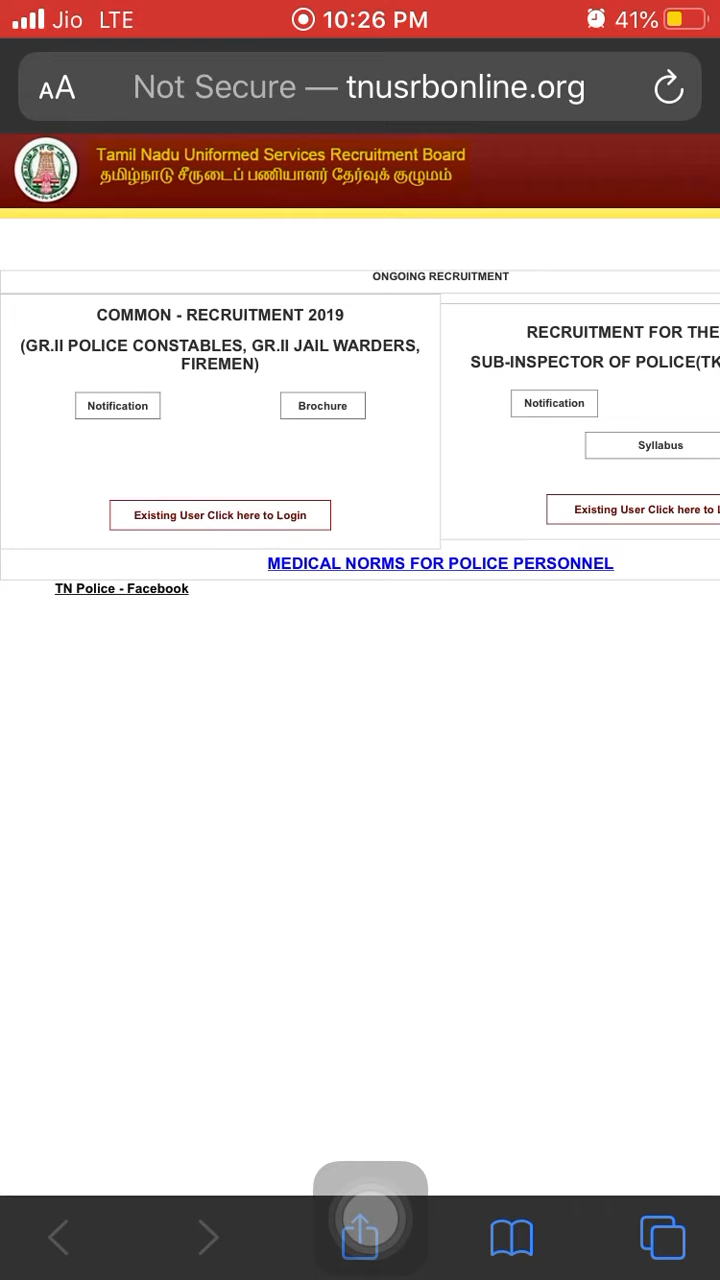 Jio LTE 10:26 PM 41%
AA Not Secure — tnusrbonline.org
Tamil Nadu Uniformed Services Recruitment Board
தமிழ்நாடு சீருடைப் பணியாளர் தேர்வுக் குழுமம்
ONGOING RECRUITMENT
COMMON - RECRUITMENT 2019
(GR.II POLICE CONSTABLES, GR.II JAIL WARDERS,
FIREMEN)
Notification Brochure
Existing User Click here to Login
RECRUITMENT FOR THE
SUB-INSPECTOR OF POLICE(TK
Notification
Syllabus
Existing User Click here to L
MEDICAL NORMS FOR POLICE PERSONNEL
TN Police - Facebook